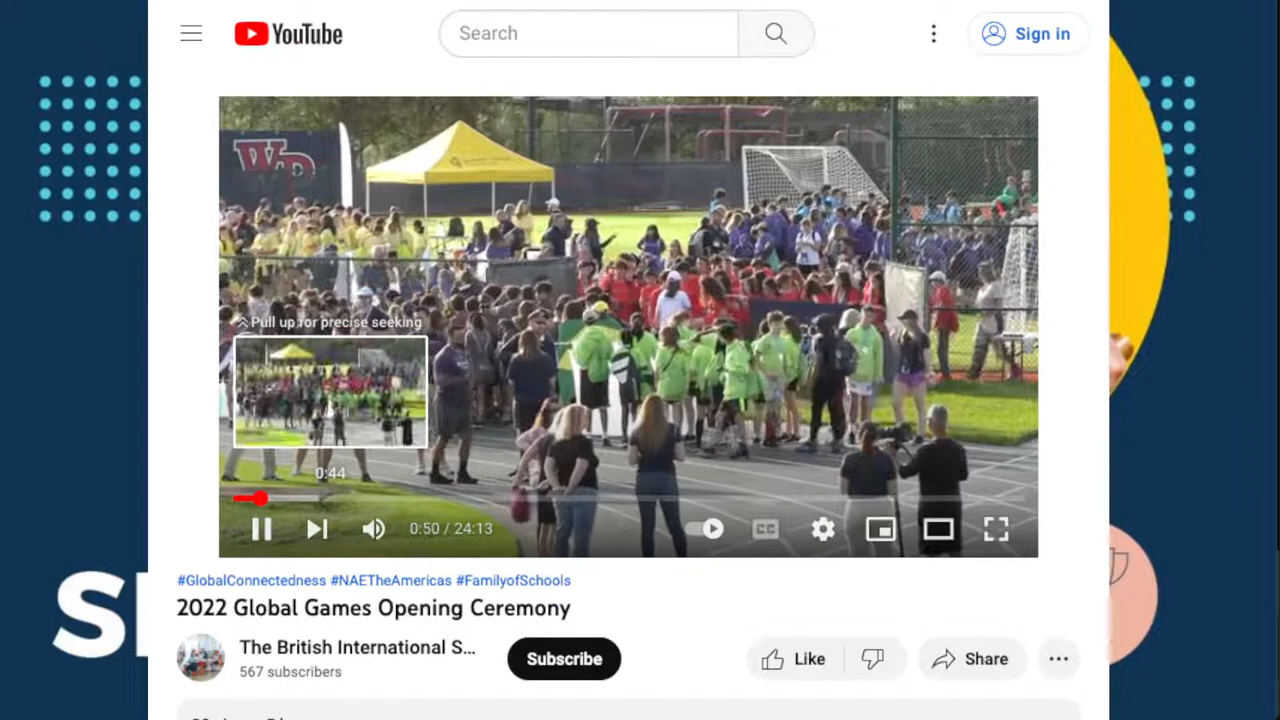 YouTube
Search
Sign in
WP
Pull up for precise seeking
0:44
0:50 / 24:13
CC
#GlobalConnectedness #NAETheAmericas #FamilyofSchools
2022 Global Games Opening Ceremony
The British International S...
567 subscribers
Subscribe
Like
Share